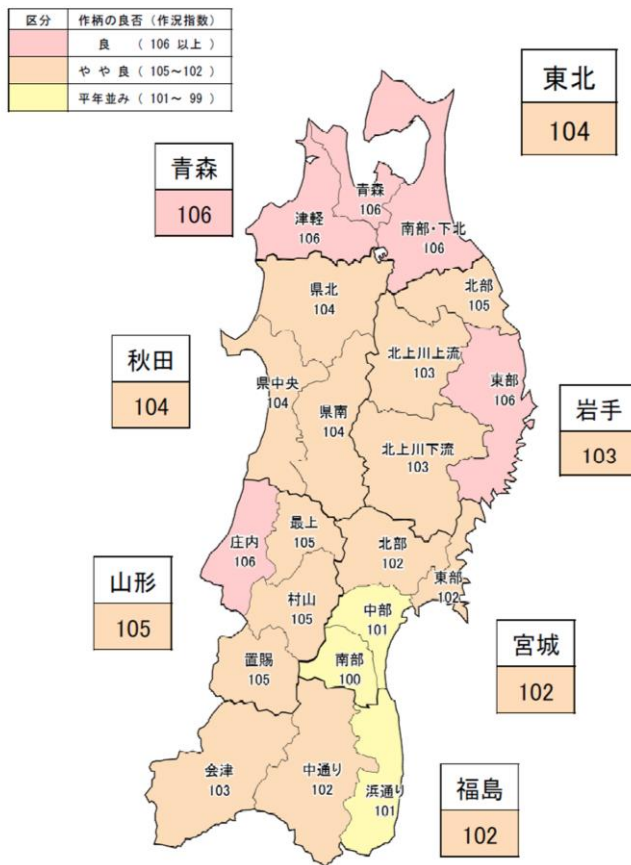 区分 作柄の良否（作況指数）
良 （ 106 以上 ）
や や 良 （105～102）
平年並み （ 101～ 99 ）
東北
104
青森
106
青森
106
津軽
106
南部・下北
106
北部
105
県北
104
秋田
104
県中央
104
県南
104
北上川上流
103
東部
106
北上川下流
103
岩手
103
庄内
106
最上
105
北部
102
東部
102
山形
105
村山
105
中部
101
置賜
105
南部
100
宮城
102
会津
103
中通り
102
浜通り
101
福島
102